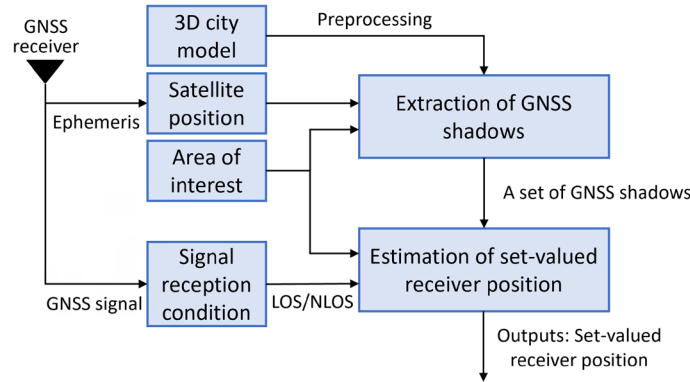 GNSS
receiver
3D city
model
Preprocessing
Satellite
position
Ephemeris
Extraction of GNSS
shadows
Area of
interest
A set of GNSS shadows
Signal
reception
condition
GNSS signal
LOS/NLOS
Estimation of set-valued
receiver position
Outputs: Set-valued
receiver position